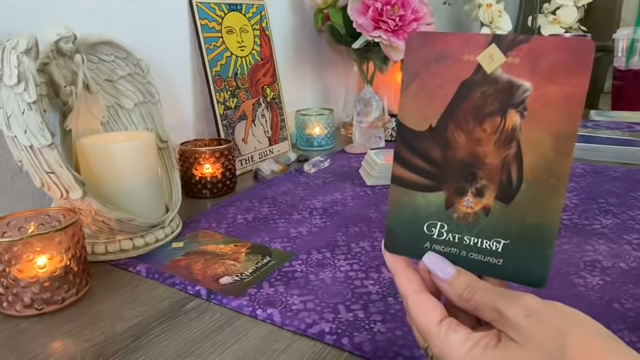 THE SUN.
BAT SPIRIT
A rebirth is assured